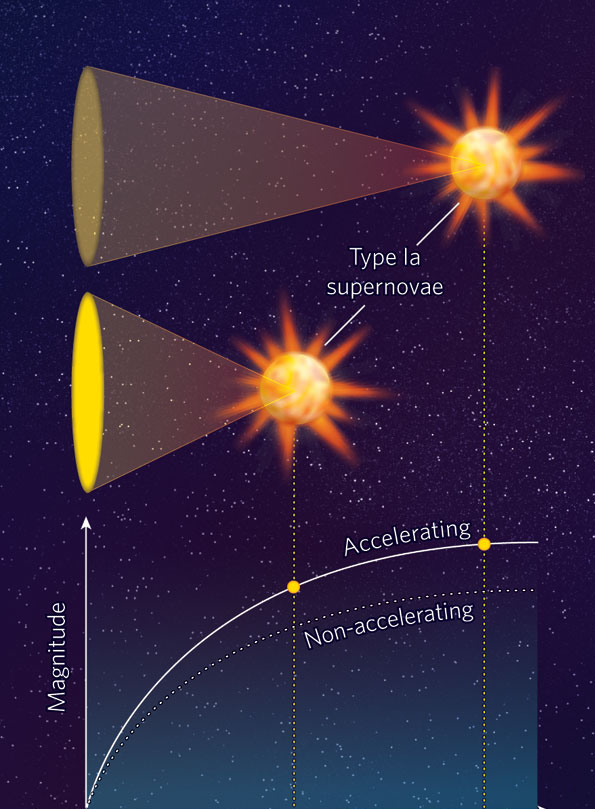 Type Ia
supernovae
Accelerating
Non-accelerating
Magnitude